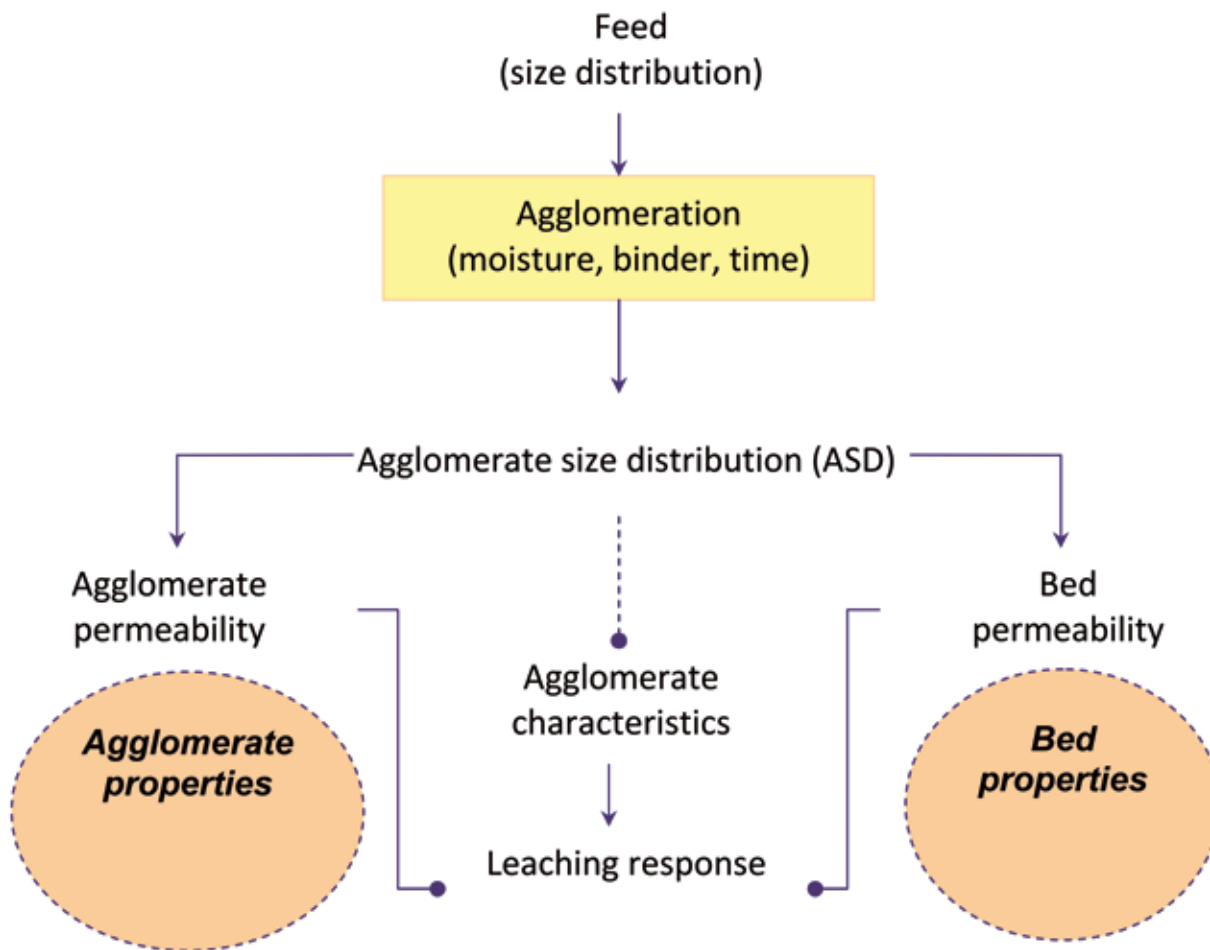 Feed
(size distribution)
Agglomeration
(moisture, binder, time)
Agglomerate size distribution (ASD)
Agglomerate
permeability
Bed
permeability
Agglomerate
characteristics
Agglomerate
properties
Bed
properties
Leaching response